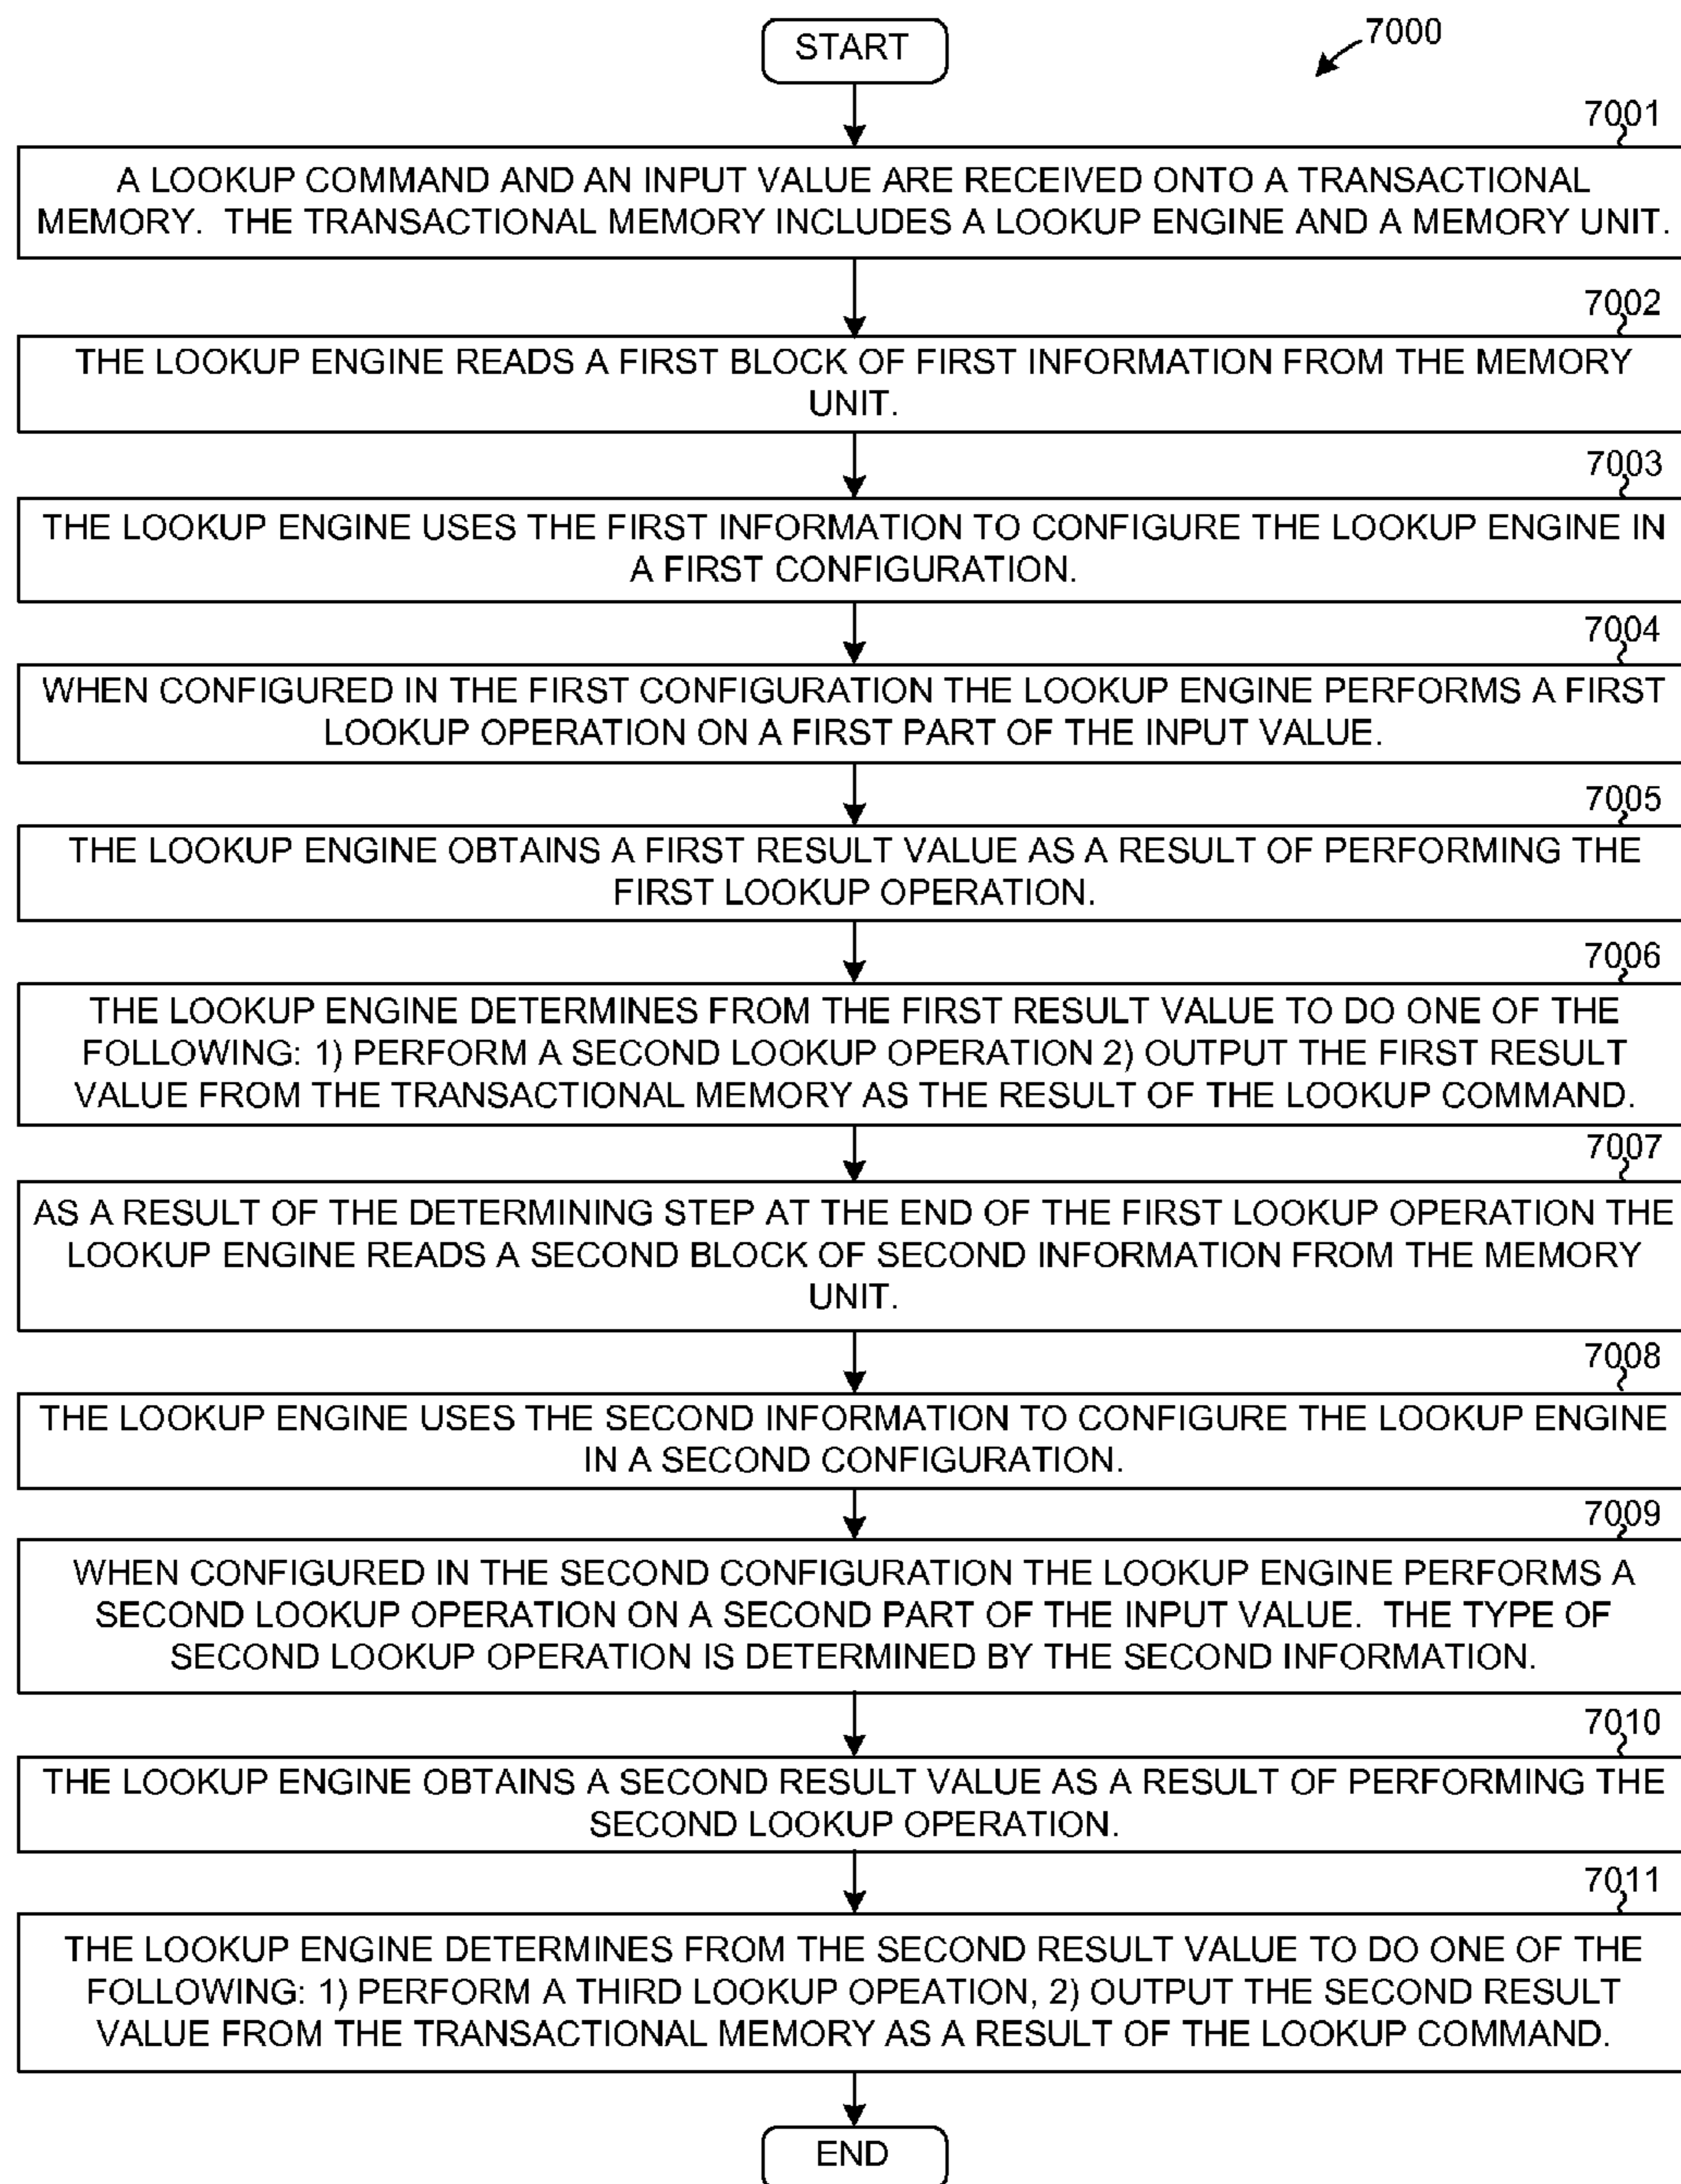 START
7000
7001
A LOOKUP COMMAND AND AN INPUT VALUE ARE RECEIVED ONTO A TRANSACTIONAL
MEMORY. THE TRANSACTIONAL MEMORY INCLUDES A LOOKUP ENGINE AND A MEMORY UNIT.
7002
THE LOOKUP ENGINE READS A FIRST BLOCK OF FIRST INFORMATION FROM THE MEMORY
UNIT.
7003
THE LOOKUP ENGINE USES THE FIRST INFORMATION TO CONFIGURE THE LOOKUP ENGINE IN
A FIRST CONFIGURATION.
7004
WHEN CONFIGURED IN THE FIRST CONFIGURATION THE LOOKUP ENGINE PERFORMS A FIRST
LOOKUP OPERATION ON A FIRST PART OF THE INPUT VALUE.
7005
THE LOOKUP ENGINE OBTAINS A FIRST RESULT VALUE AS A RESULT OF PERFORMING THE
FIRST LOOKUP OPERATION.
7006
THE LOOKUP ENGINE DETERMINES FROM THE FIRST RESULT VALUE TO DO ONE OF THE
FOLLOWING: 1) PERFORM A SECOND LOOKUP OPERATION 2) OUTPUT THE FIRST RESULT
VALUE FROM THE TRANSACTIONAL MEMORY AS THE RESULT OF THE LOOKUP COMMAND.
7007
AS A RESULT OF THE DETERMINING STEP AT THE END OF THE FIRST LOOKUP OPERATION THE
LOOKUP ENGINE READS A SECOND BLOCK OF SECOND INFORMATION FROM THE MEMORY
UNIT.
7008
THE LOOKUP ENGINE USES THE SECOND INFORMATION TO CONFIGURE THE LOOKUP ENGINE
IN A SECOND CONFIGURATION.
7009
WHEN CONFIGURED IN THE SECOND CONFIGURATION THE LOOKUP ENGINE PERFORMS A
SECOND LOOKUP OPERATION ON A SECOND PART OF THE INPUT VALUE. THE TYPE OF
SECOND LOOKUP OPERATION IS DETERMINED BY THE SECOND INFORMATION.
7010
THE LOOKUP ENGINE OBTAINS A SECOND RESULT VALUE AS A RESULT OF PERFORMING THE
SECOND LOOKUP OPERATION.
7011
THE LOOKUP ENGINE DETERMINES FROM THE SECOND RESULT VALUE TO DO ONE OF THE
FOLLOWING: 1) PERFORM A THIRD LOOKUP OPEATION, 2) OUTPUT THE SECOND RESULT
VALUE FROM THE TRANSACTIONAL MEMORY AS A RESULT OF THE LOOKUP COMMAND.
END